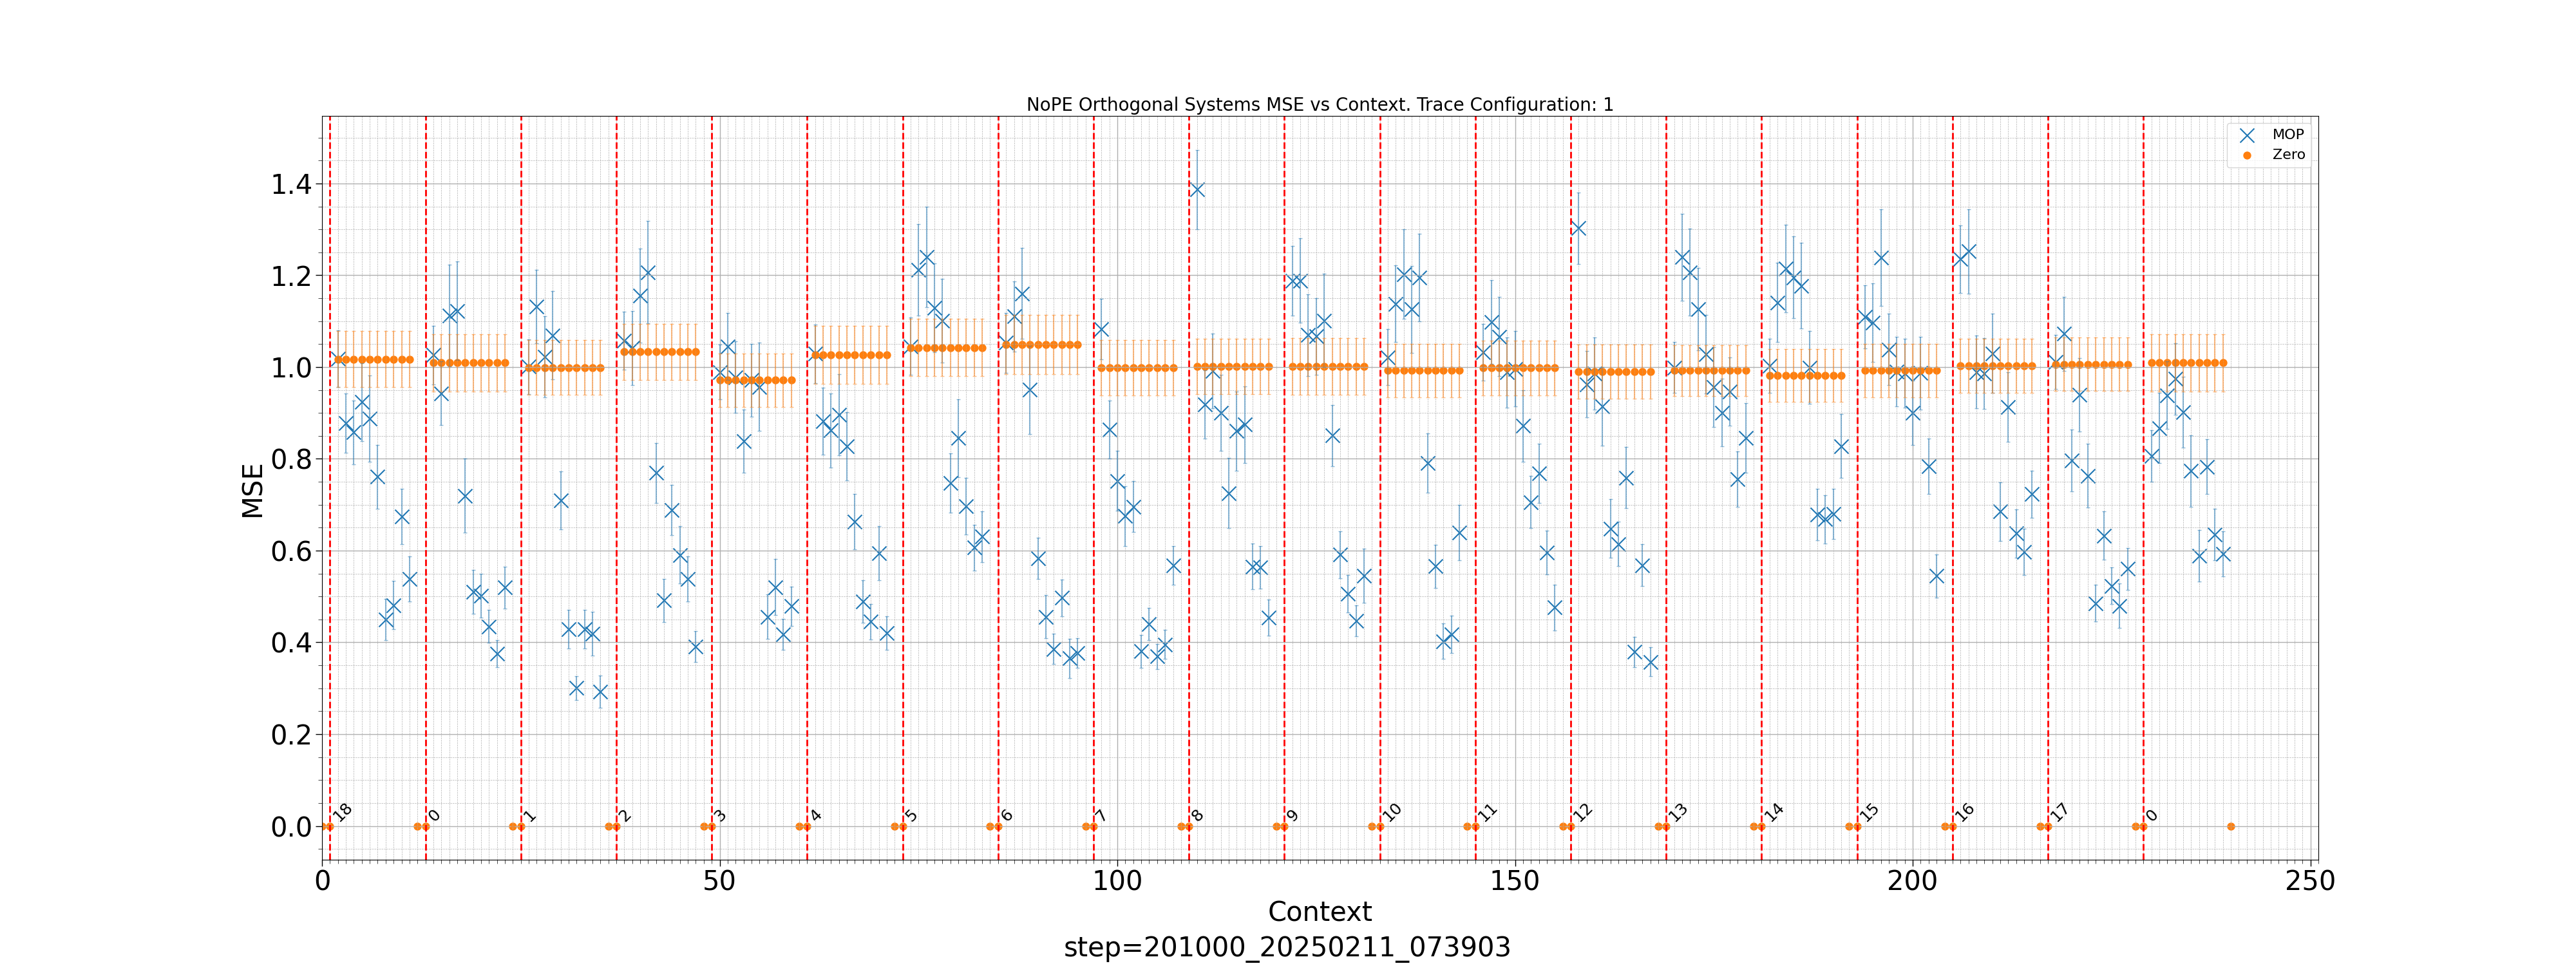 NoPE Orthogonal Systems MSE vs Context. Trace Configuration: 1
MOP
Zero
MSE
1.4
1.2
1.0
0.8
0.6
0.4
0.2
0.0
18 0 1 2 3 4 5 6 7 8 9 10 11 12 13 14 15 16 17 0
0 50 100 150 200 250
Context
step=201000_20250211_073903